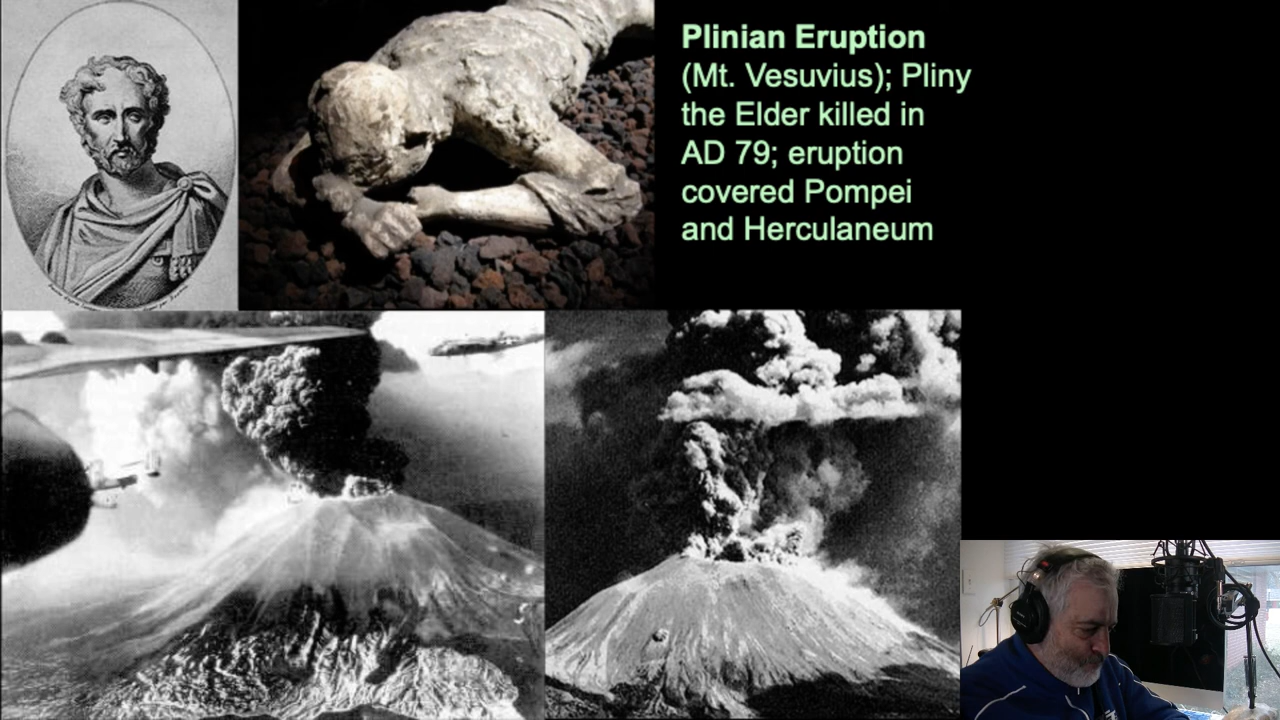 Plinian Eruption
(Mt. Vesuvius); Pliny
the Elder killed in
AD 79; eruption
covered Pompei
and Herculaneum